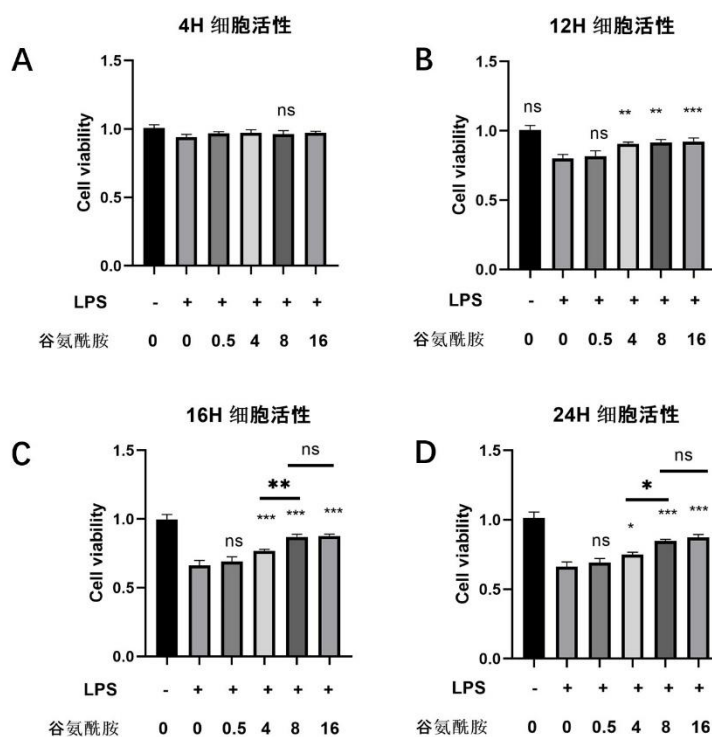 4H 细胞活性
A
1.5
1.0
0.5
0.0
Cell viability
ns
LPS - + + + + +
谷氨酰胺 0 0 0.5 4 8 16
12H 细胞活性
B
1.5
1.0
0.5
0.0
Cell viability
ns ns ** ** ***
LPS - + + + + +
谷氨酰胺 0 0 0.5 4 8 16
16H 细胞活性
C
1.5
1.0
0.5
0.0
Cell viability
ns
**
ns *** *** ***
LPS - + + + + +
谷氨酰胺 0 0 0.5 4 8 16
24H 细胞活性
D
1.5
1.0
0.5
0.0
Cell viability
ns
*
ns * *** ***
LPS - + + + + +
谷氨酰胺 0 0 0.5 4 8 16